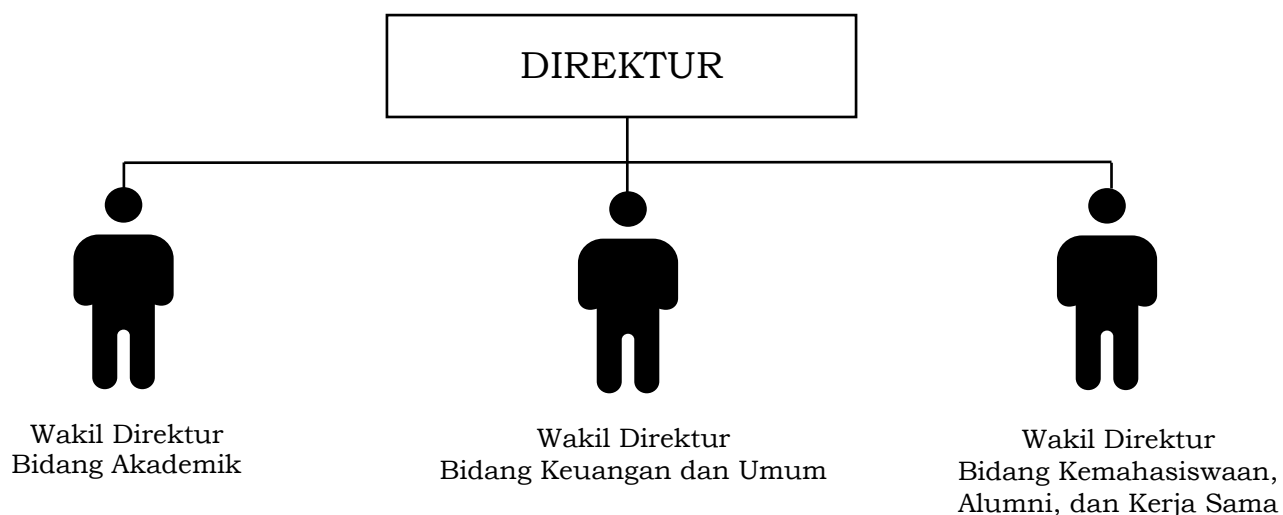 DIREKTUR
Wakil Direktur
Bidang Akademik
Wakil Direktur
Bidang Keuangan dan Umum
Wakil Direktur
Bidang Kemahasiswaan,
Alumni, dan Kerja Sama